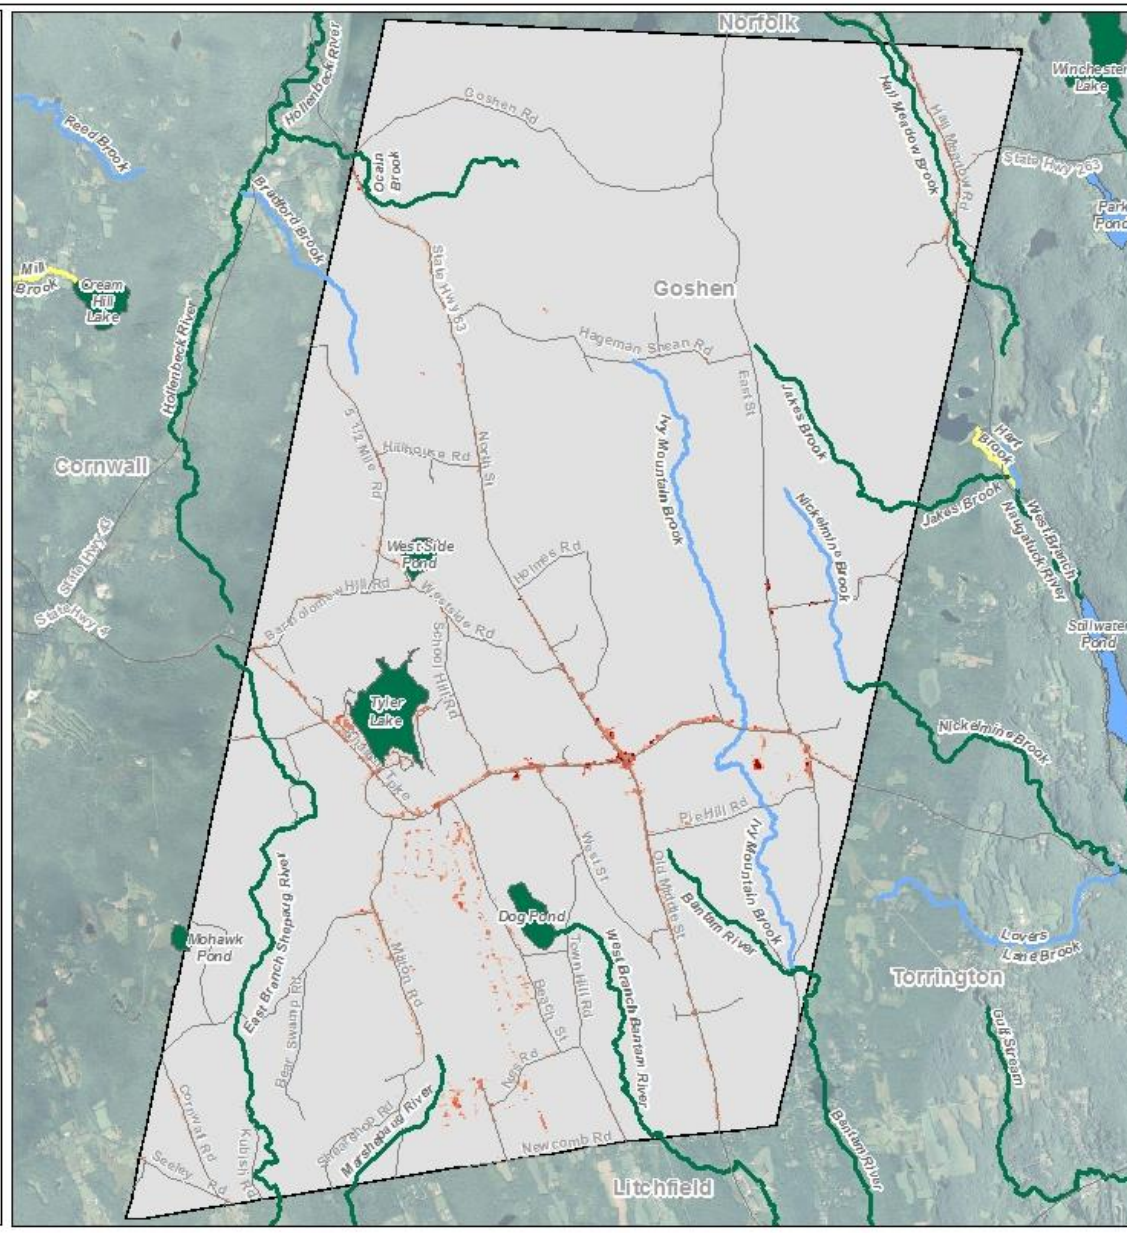 Norfolk
Hollenbeck River
Goshen Rd
Hall Meadow Brook
Hall Meadow Rd
Winchester
Lake
Reed Brook
Ocain
Brook
State Hwy 263
Bradford Brook
Park
Pond
Mill
Brook
Cream
Hill
Lake
State Hwy 63
Goshen
Hollenbeck River
Hageman Shean Rd
East St
Jakes Brook
5 1/2 Mile Rd
Hillhouse Rd
North St
Ivy Mountain Brook
Hart
Brook
Cornwall
Nickelmine Brook
Jakes Brook
West Branch
Naugatuck River
State Hwy 43
State Hwy 4
West Side
Pond
Holmes Rd
Bartholomew Hill Rd
Westside Rd
School Hill Rd
Stillwater
Pond
Tyler
Lake
Tpke
Nickelmine Brook
Pie Hill Rd
West St
Old Middle St
Ivy Mountain Brook
Bantam River
East Branch Shepaug River
Dog Pond
Mohawk
Pond
Milton Rd
Town Hill Rd
West Branch Bantam River
Lovers
Lane Brook
Torrington
Bear Swamp Rd
Beach St
Gulf Stream
Ives Rd
Cornwall Rd
Kubish Rd
Seeley Rd
Shearshop Rd
Marshepaug River
Newcomb Rd
Bantam River
Litchfield